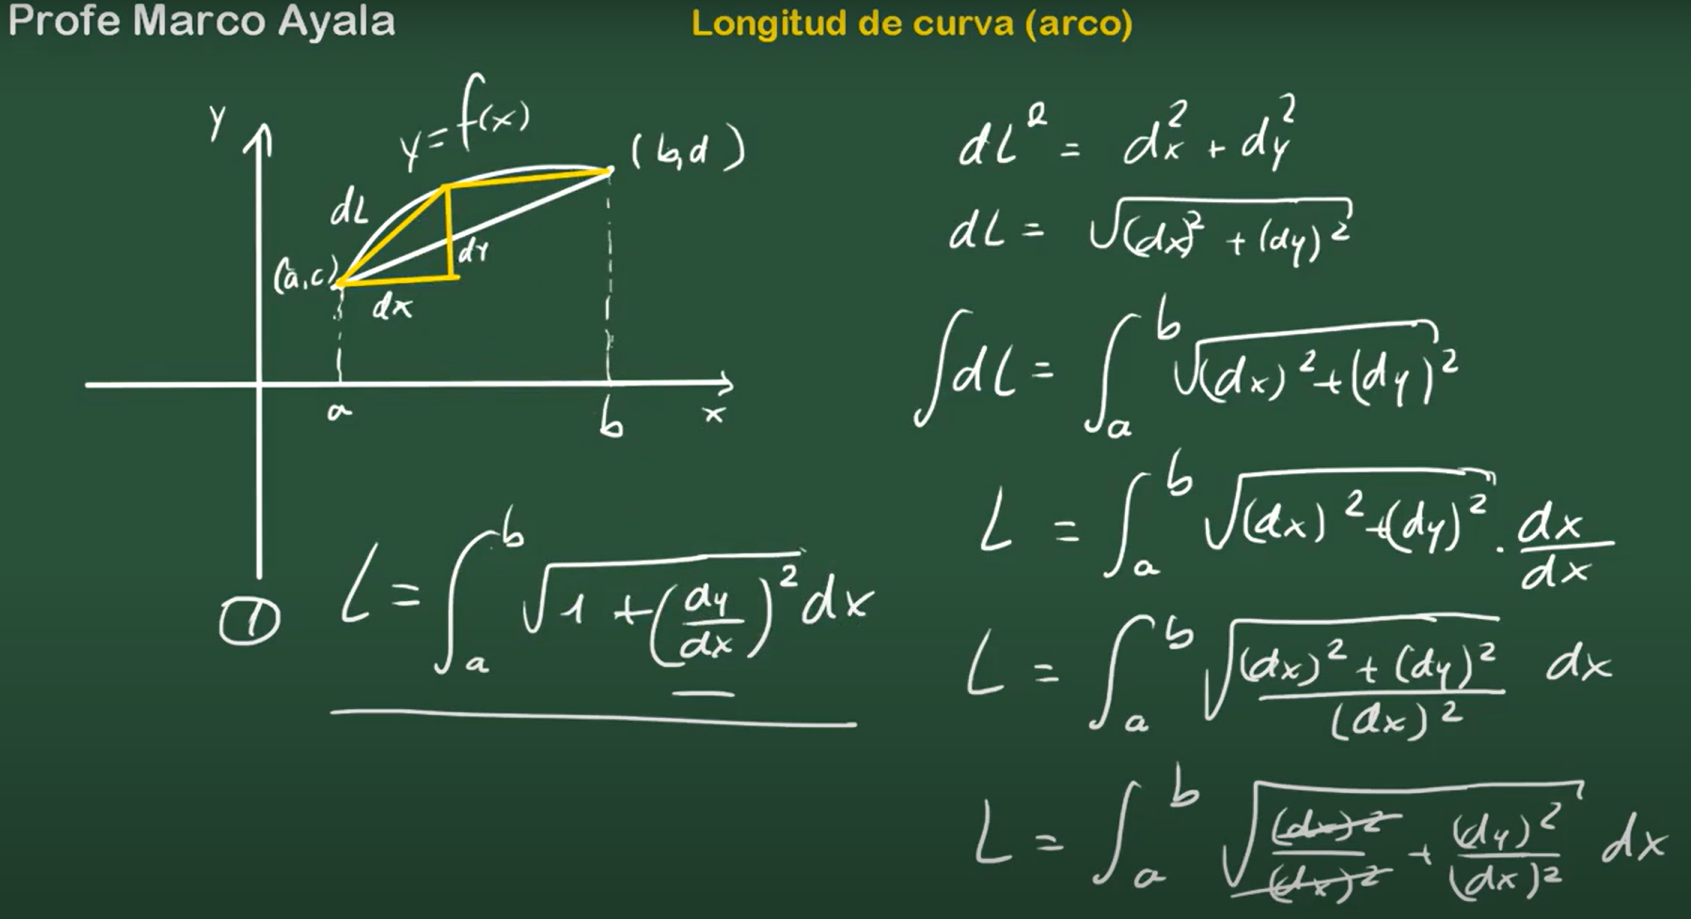 Profe Marco Ayala
Longitud de curva (arco)
y
y = f(x)
(b,d)
dL
(a,c)
dy
dx
a
b
x
① L = ∫ₐᵇ √(1 + (dy/dx)²) dx
dL² = dx² + dy²
dL = √((dx)² + (dy)²)
∫dL = ∫ₐᵇ √((dx)² + (dy)²)
L = ∫ₐᵇ √((dx)² + (dy)²) · dx/dx
L = ∫ₐᵇ √(((dx)² + (dy)²)/(dx)²) dx
L = ∫ₐᵇ √((dx)²/(dx)² + (dy)²/(dx)²) dx